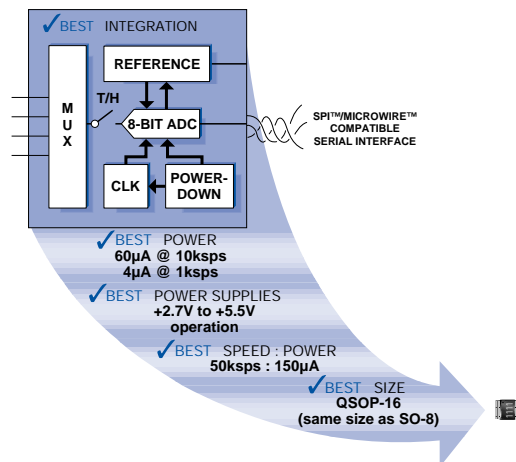 ✓BEST INTEGRATION
REFERENCE
MUX
T/H
8-BIT ADC
CLK
POWER-
DOWN
SPI™/MICROWIRE™
COMPATIBLE
SERIAL INTERFACE
✓BEST POWER
60µA @ 10ksps
4µA @ 1ksps
✓BEST POWER SUPPLIES
+2.7V to +5.5V
operation
✓BEST SPEED : POWER
50ksps : 150µA
✓BEST SIZE
QSOP-16
(same size as SO-8)